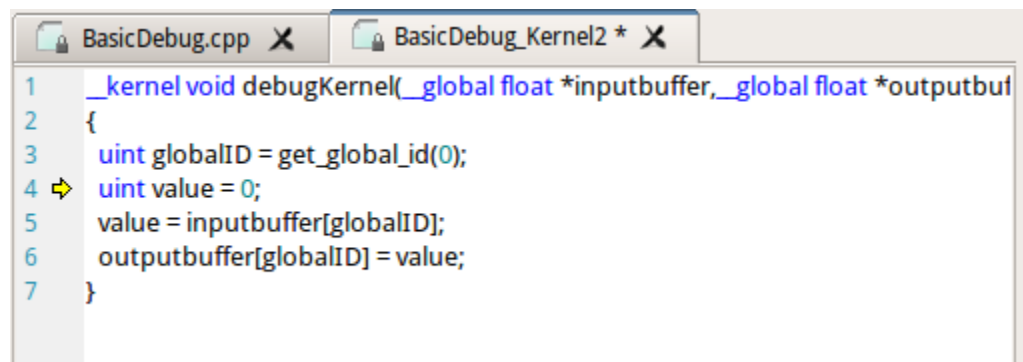 BasicDebug.cpp BasicDebug_Kernel2 *
1 __kernel void debugKernel(__global float *inputbuffer,__global float *outputbuf
2 {
3 uint globalID = get_global_id(0);
4 uint value = 0;
5 value = inputbuffer[globalID];
6 outputbuffer[globalID] = value;
7 }